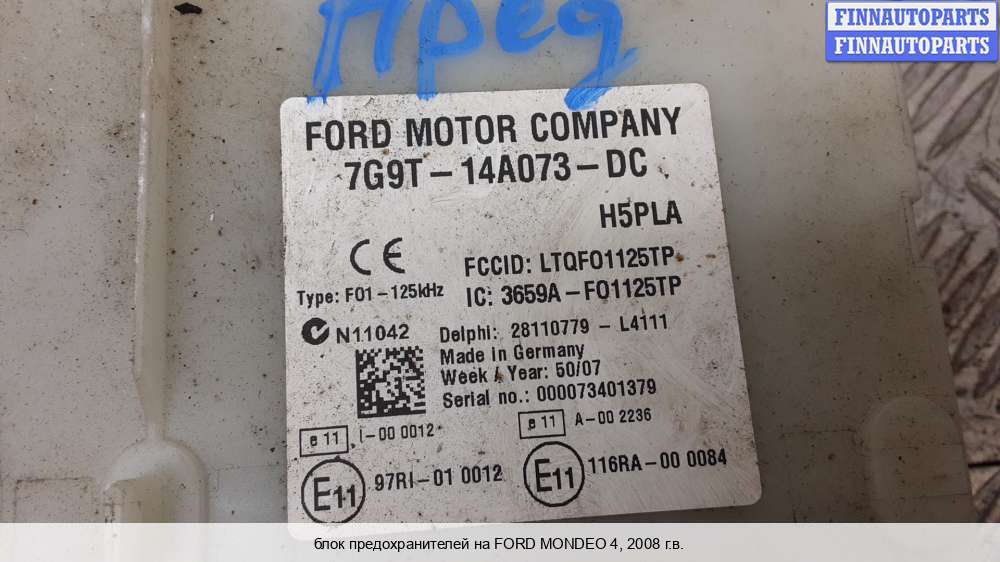 FINNAUTOPARTS
FINNAUTOPARTS
Пред
FORD MOTOR COMPANY
7G9T-14A073-DC
H5PLA
CE
FCCID: LTQF01125TP
Type: F01-125kHz
IC: 3659A-F01125TP
N11042
Delphi: 28110779-L4111
Made in Germany
Week / Year: 50/07
Serial no.: 000073401379
e 11 I-00 0012
e 11 A-00 2236
E11 97RI-01 0012
E11 116RA-00 0084
блок предохранителей на FORD MONDEO 4, 2008 г.в.